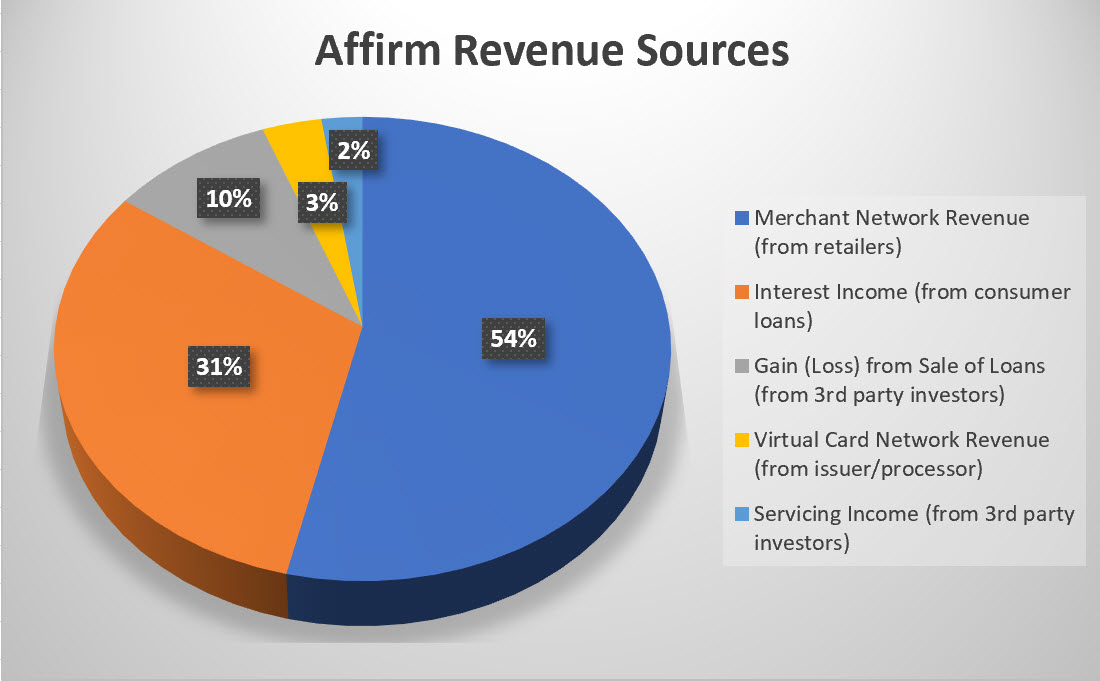 Affirm Revenue Sources
2%
10%
3%
54%
31%
Merchant Network Revenue
(from retailers)
Interest Income (from consumer
loans)
Gain (Loss) from Sale of Loans
(from 3rd party investors)
Virtual Card Network Revenue
(from issuer/processor)
Servicing Income (from 3rd party
investors)